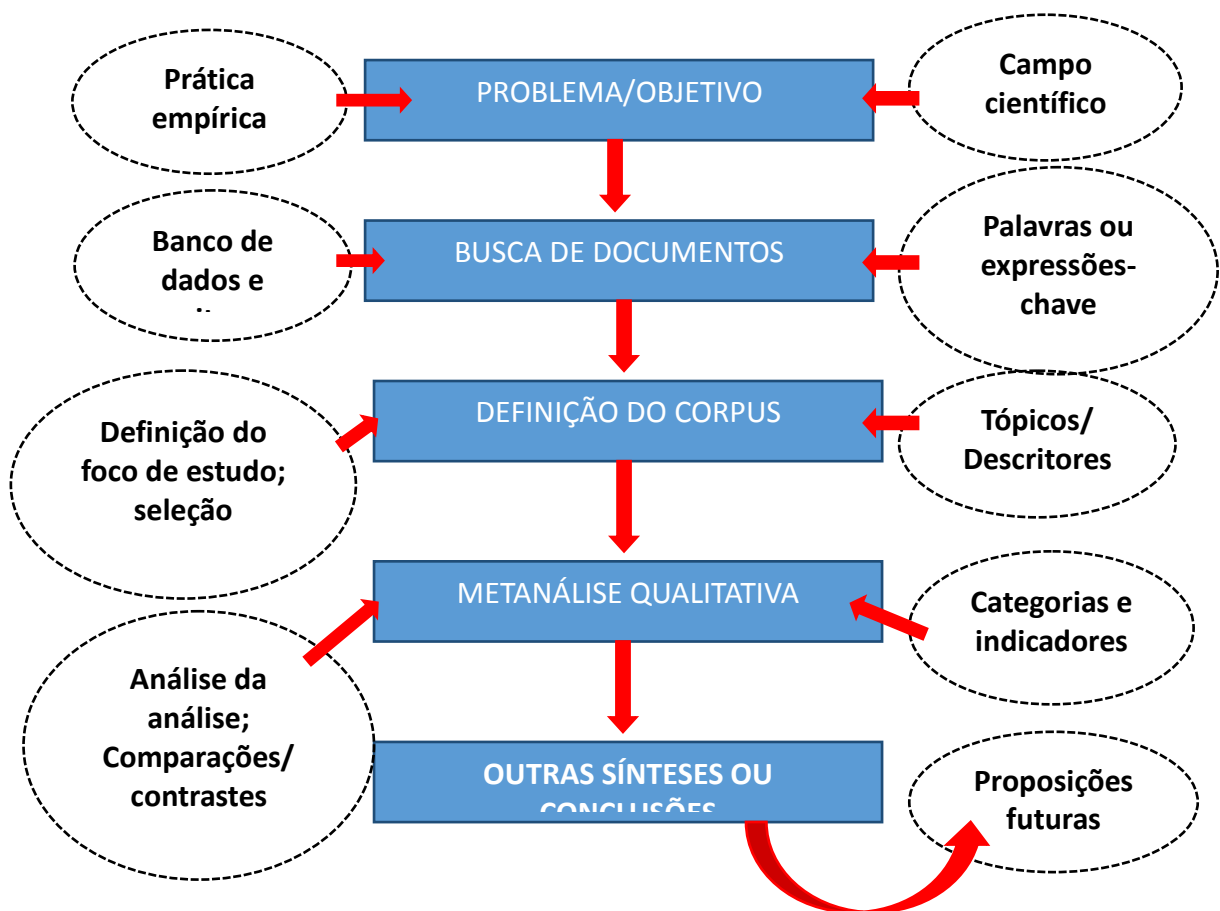 Prática
empírica
PROBLEMA/OBJETIVO
Campo
científico
Banco de
dados e
BUSCA DE DOCUMENTOS
Palavras ou
expressões-
chave
Definição do
foco de estudo;
seleção
DEFINIÇÃO DO CORPUS
Tópicos/
Descritores
Análise da
análise;
Comparações/
contrastes
METANÁLISE QUALITATIVA
Categorias e
indicadores
OUTRAS SÍNTESES OU
CONCLUSÕES
Proposições
futuras